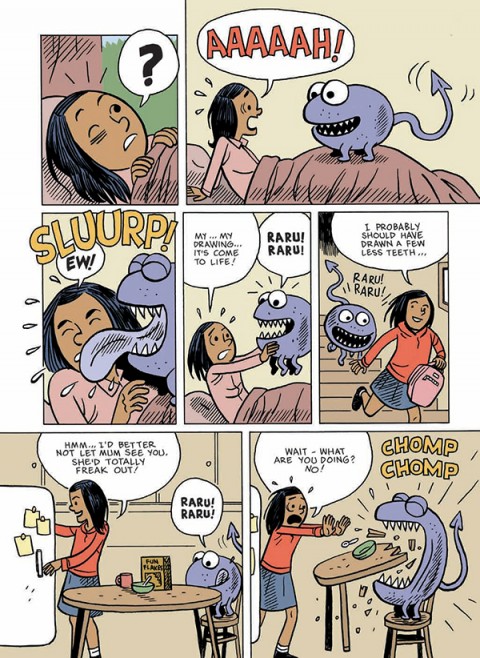 ?
AAAAAH!
SLUURP!
EW!
MY... MY
DRAWING...
IT'S COME
TO LIFE!
RARU!
RARU!
I PROBABLY
SHOULD HAVE
DRAWN A FEW
LESS TEETH...
RARU!
RARU!
HMM... I'D BETTER
NOT LET MUM SEE YOU.
SHE'D TOTALLY
FREAK OUT!
RARU!
RARU!
FUN
FLAKES
WAIT - WHAT
ARE YOU DOING?
NO!
CHOMP
CHOMP